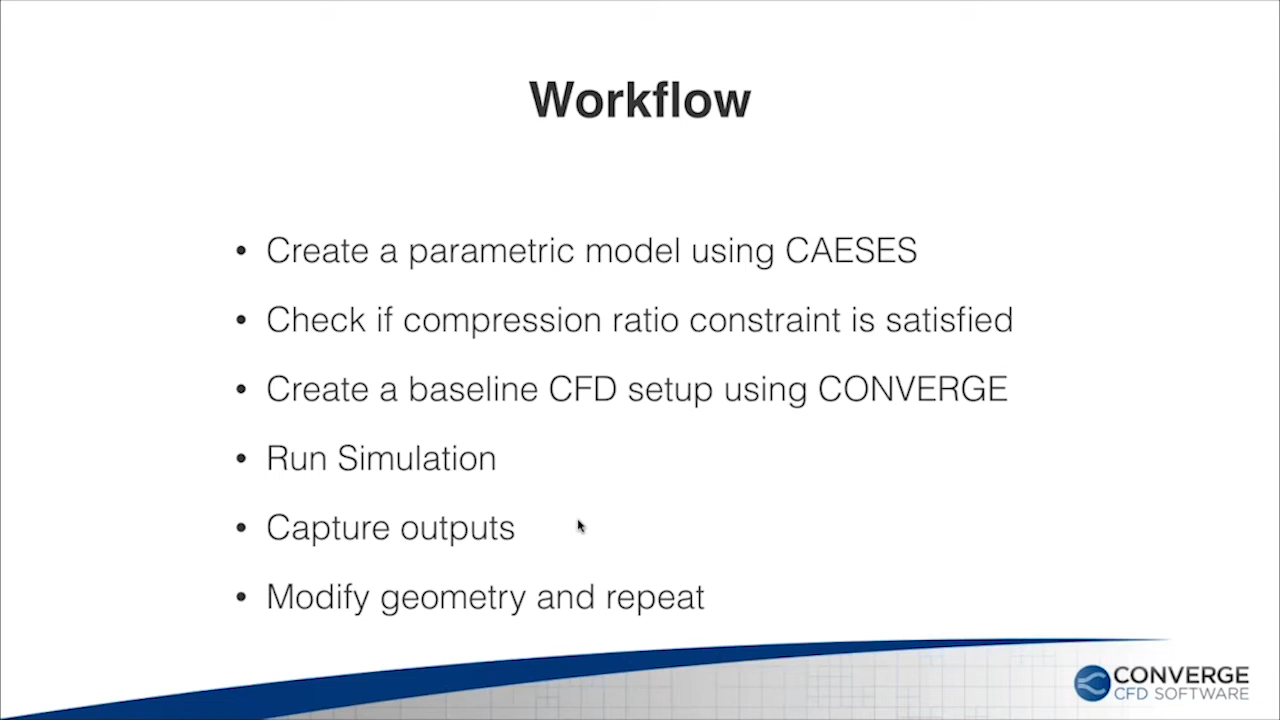 Workflow
• Create a parametric model using CAESES
• Check if compression ratio constraint is satisfied
• Create a baseline CFD setup using CONVERGE
• Run Simulation
• Capture outputs
• Modify geometry and repeat
CONVERGE
CFD SOFTWARE